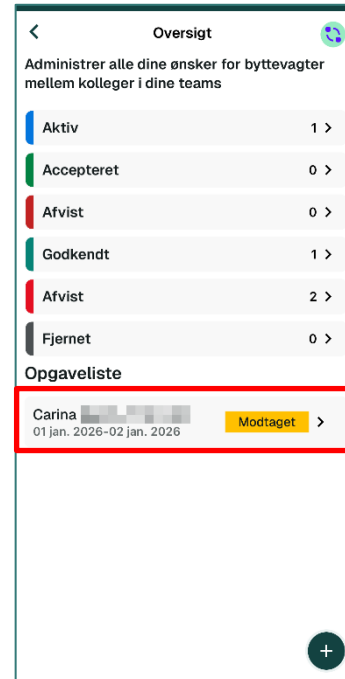 Oversigt
Administrer alle dine ønsker for byttevagter
mellem kolleger i dine teams
Aktiv 1
Accepteret 0
Afvist 0
Godkendt 1
Afvist 2
Fjernet 0
Opgaveliste
Carina
Modtaget
01 jan. 2026-02 jan. 2026